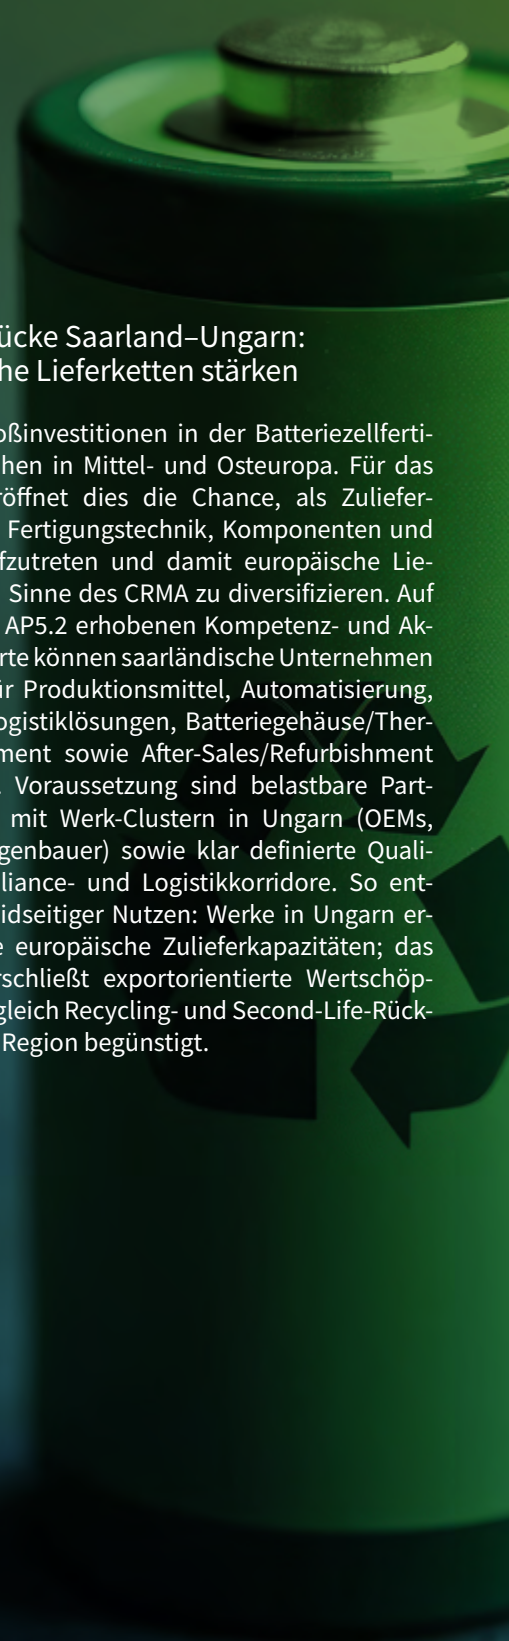 ücke Saarland–Ungarn:
he Lieferketten stärken
oßinvestitionen in der Batteriezellferti-
hen in Mittel- und Osteuropa. Für das
röffnet dies die Chance, als Zuliefer-
Fertigungstechnik, Komponenten und
fzutreten und damit europäische Lie-
Sinne des CRMA zu diversifizieren. Auf
AP5.2 erhobenen Kompetenz- und Ak-
rte können saarländische Unternehmen
ür Produktionsmittel, Automatisierung,
ogistiklösungen, Batteriegehäuse/Ther-
ment sowie After-Sales/Refurbishment
. Voraussetzung sind belastbare Part-
mit Werk-Clustern in Ungarn (OEMs,
genbauer) sowie klar definierte Quali-
liance- und Logistikkorridore. So ent-
idseitiger Nutzen: Werke in Ungarn er-
e europäische Zulieferkapazitäten; das
rschließt exportorientierte Wertschöp-
gleich Recycling- und Second-Life-Rück-
Region begünstigt.